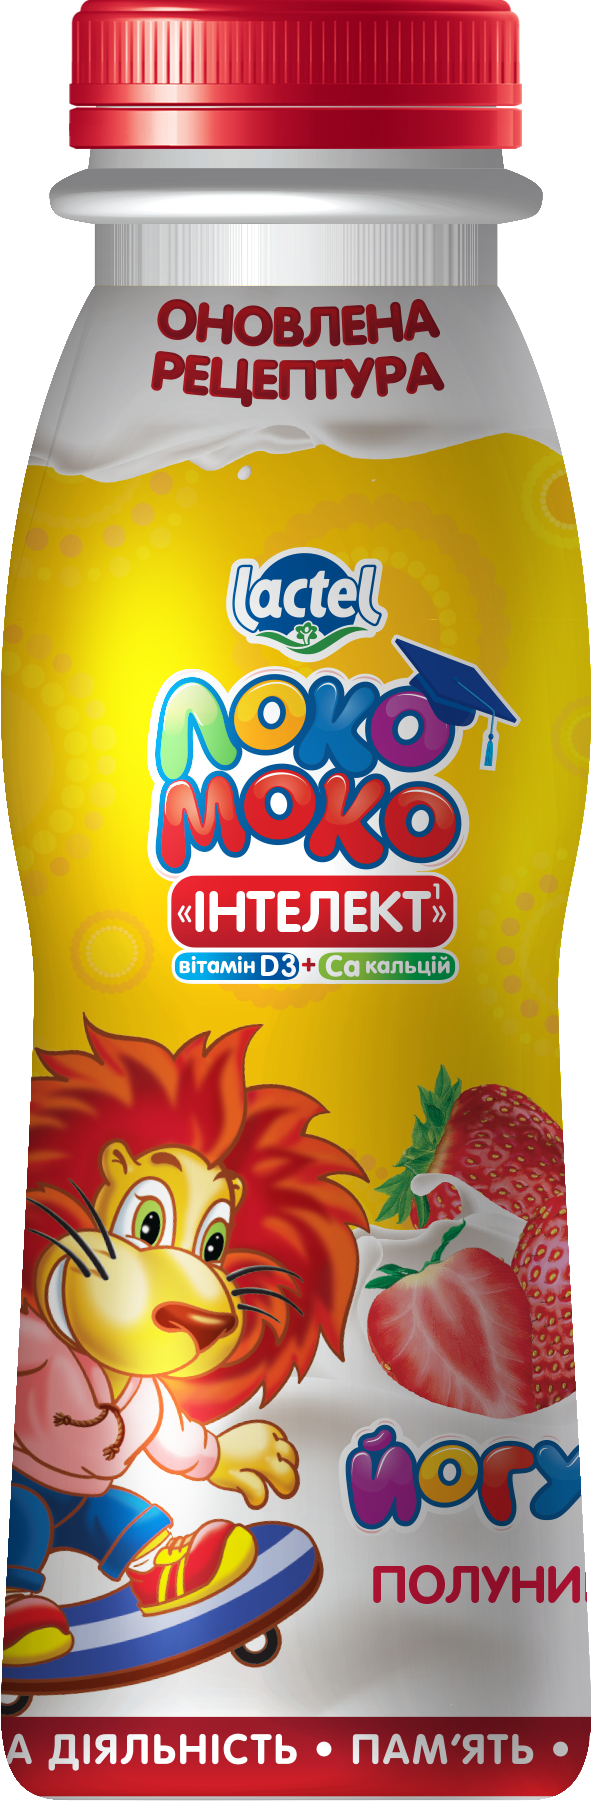 ОНОВЛЕНА
РЕЦЕПТУРА
lactel
ЛОКО
МОКО
«ІНТЕЛЕКТ¹»
вітамін D3 + Ca кальцій
ЙОГУ
ПОЛУНИ
А ДІЯЛЬНІСТЬ • ПАМ'ЯТЬ •